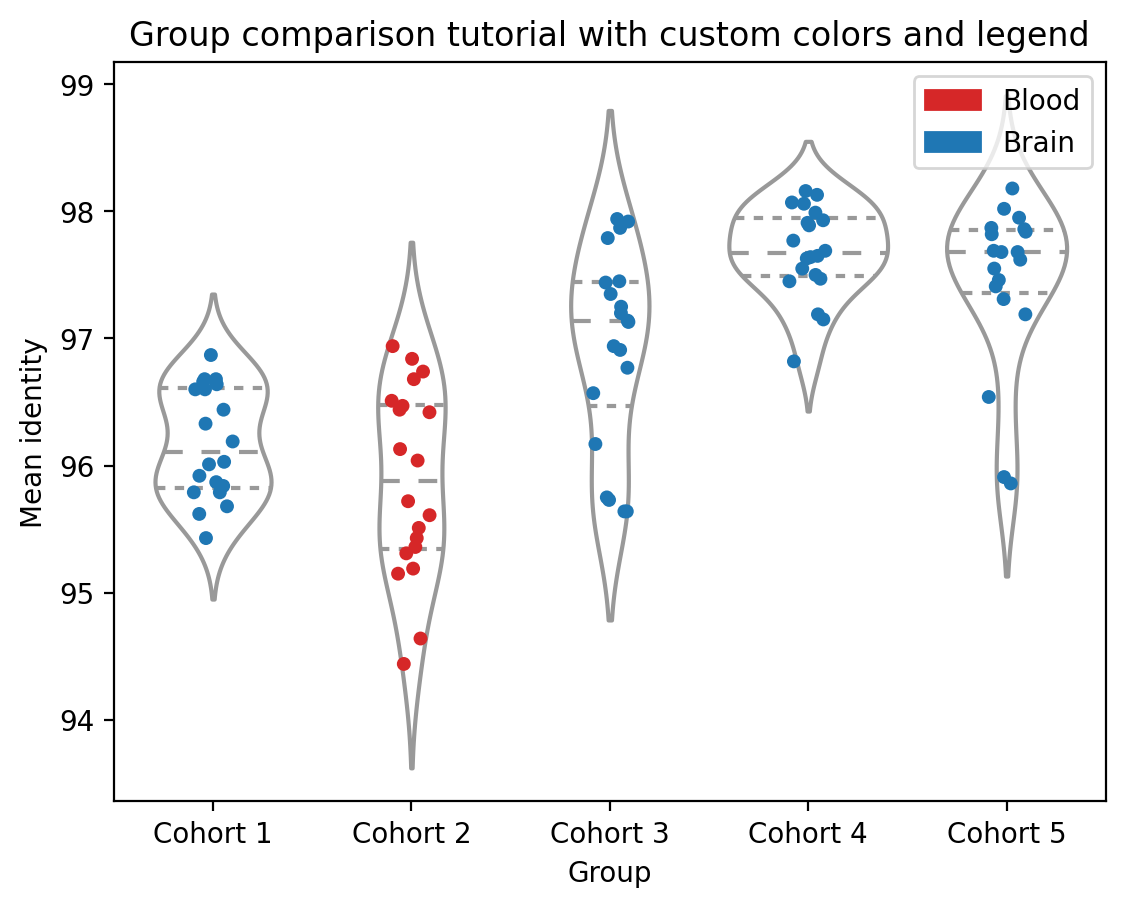 Group comparison tutorial with custom colors and legend
99
98
97
96
95
94
Mean identity
Blood
Brain
Cohort 1
Cohort 2
Cohort 3
Cohort 4
Cohort 5
Group